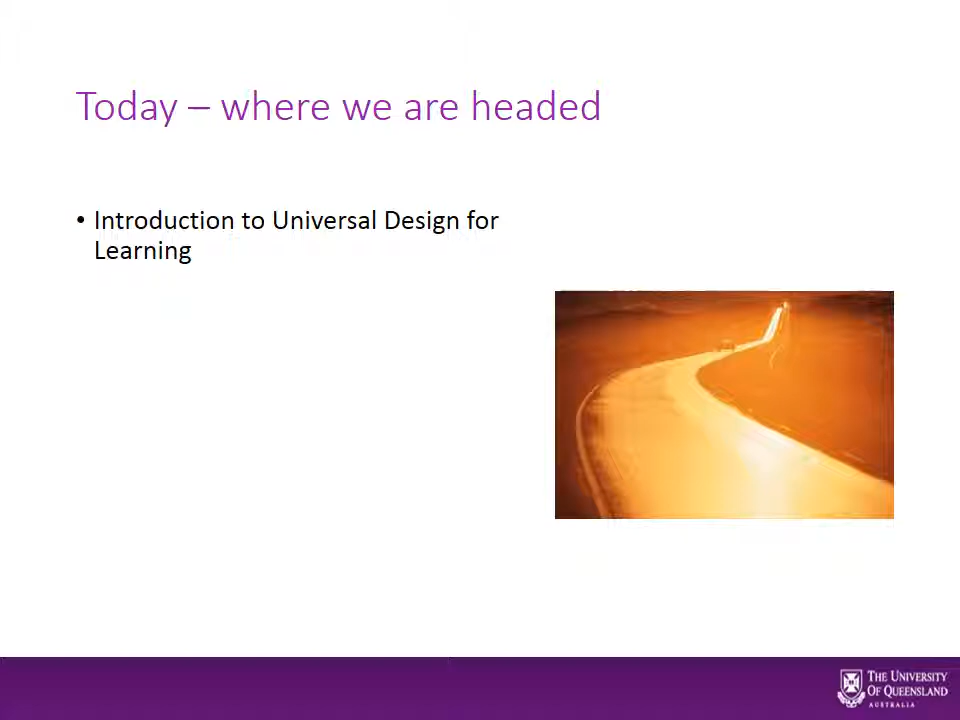 Today – where we are headed
• Introduction to Universal Design for
Learning
THE UNIVERSITY
OF QUEENSLAND
AUSTRALIA